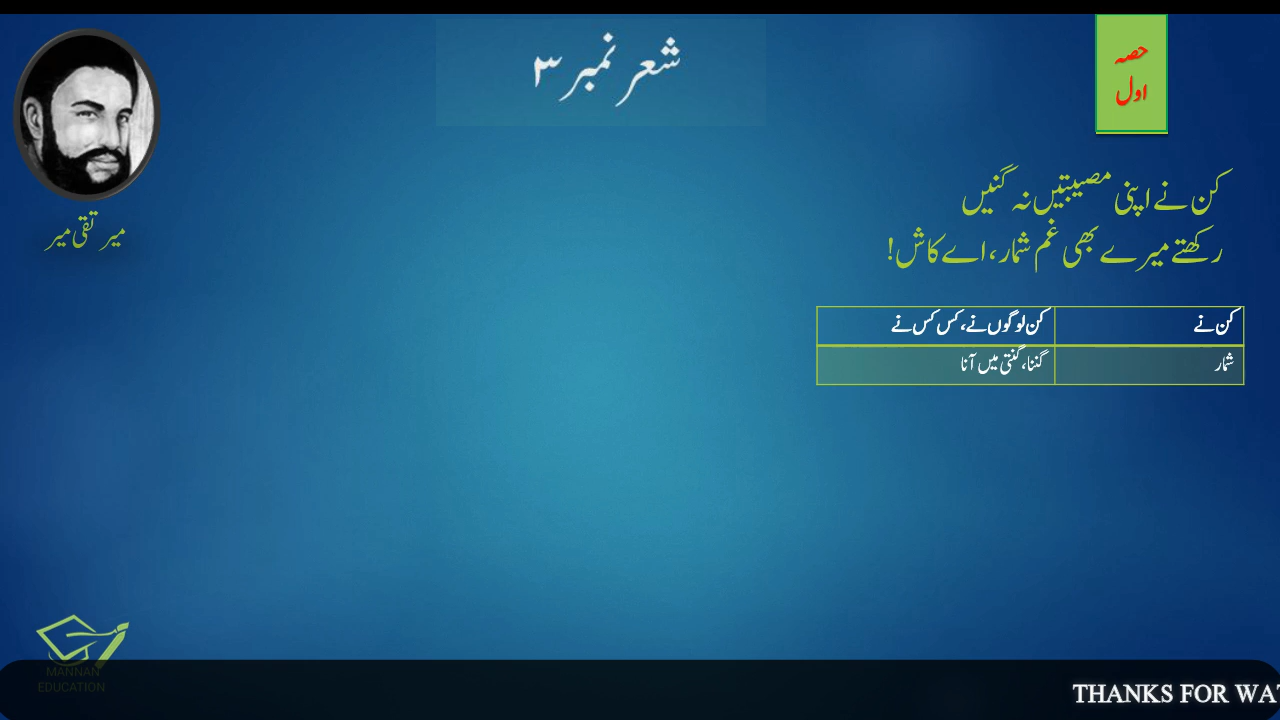 شعر نمبر ۳
حصہ
اول
کن نے اپنی مصیبتیں نہ گنیں
رکھتے میرے بھی غم شمار، اے کاش!
میر تقی میر
کن نے	کن لوگوں نے، کس کس نے
شمار	گننا، گنتی میں آنا
MANNAN
EDUCATION
THANKS FOR WAT